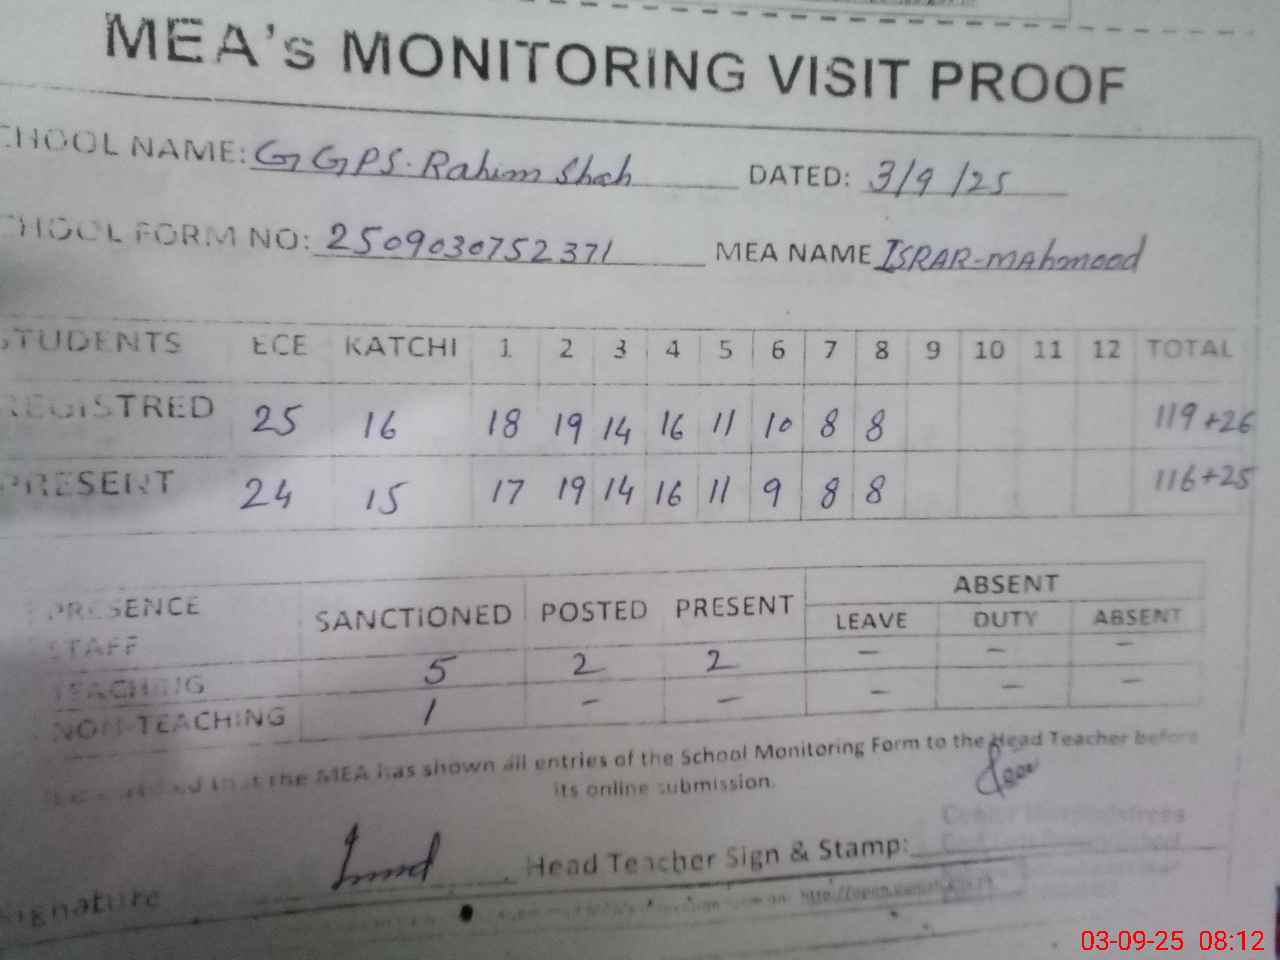 MEA's MONITORING VISIT PROOF
CHOOL NAME: GGPS. Rahim Shah DATED: 3/9/25
CHOOL FORM NO: 2509030752371 MEA NAME ISRAR-mahmood
STUDENTS ECE KATCHI 1 2 3 4 5 6 7 8 9 10 11 12 TOTAL
REGISTRED 25 16 18 19 14 16 11 10 8 8 119+26
PRESENT 24 15 17 19 14 16 11 9 8 8 116+25
PRESENCE SANCTIONED POSTED PRESENT ABSENT
STAFF LEAVE DUTY ABSENT
TEACHING 5 2 2 - - -
NON-TEACHING 1 - - - - -
that the MEA has shown all entries of the School Monitoring Form to the Head Teacher before
its online submission.
Signature Head Teacher Sign & Stamp:
03-09-25 08:12